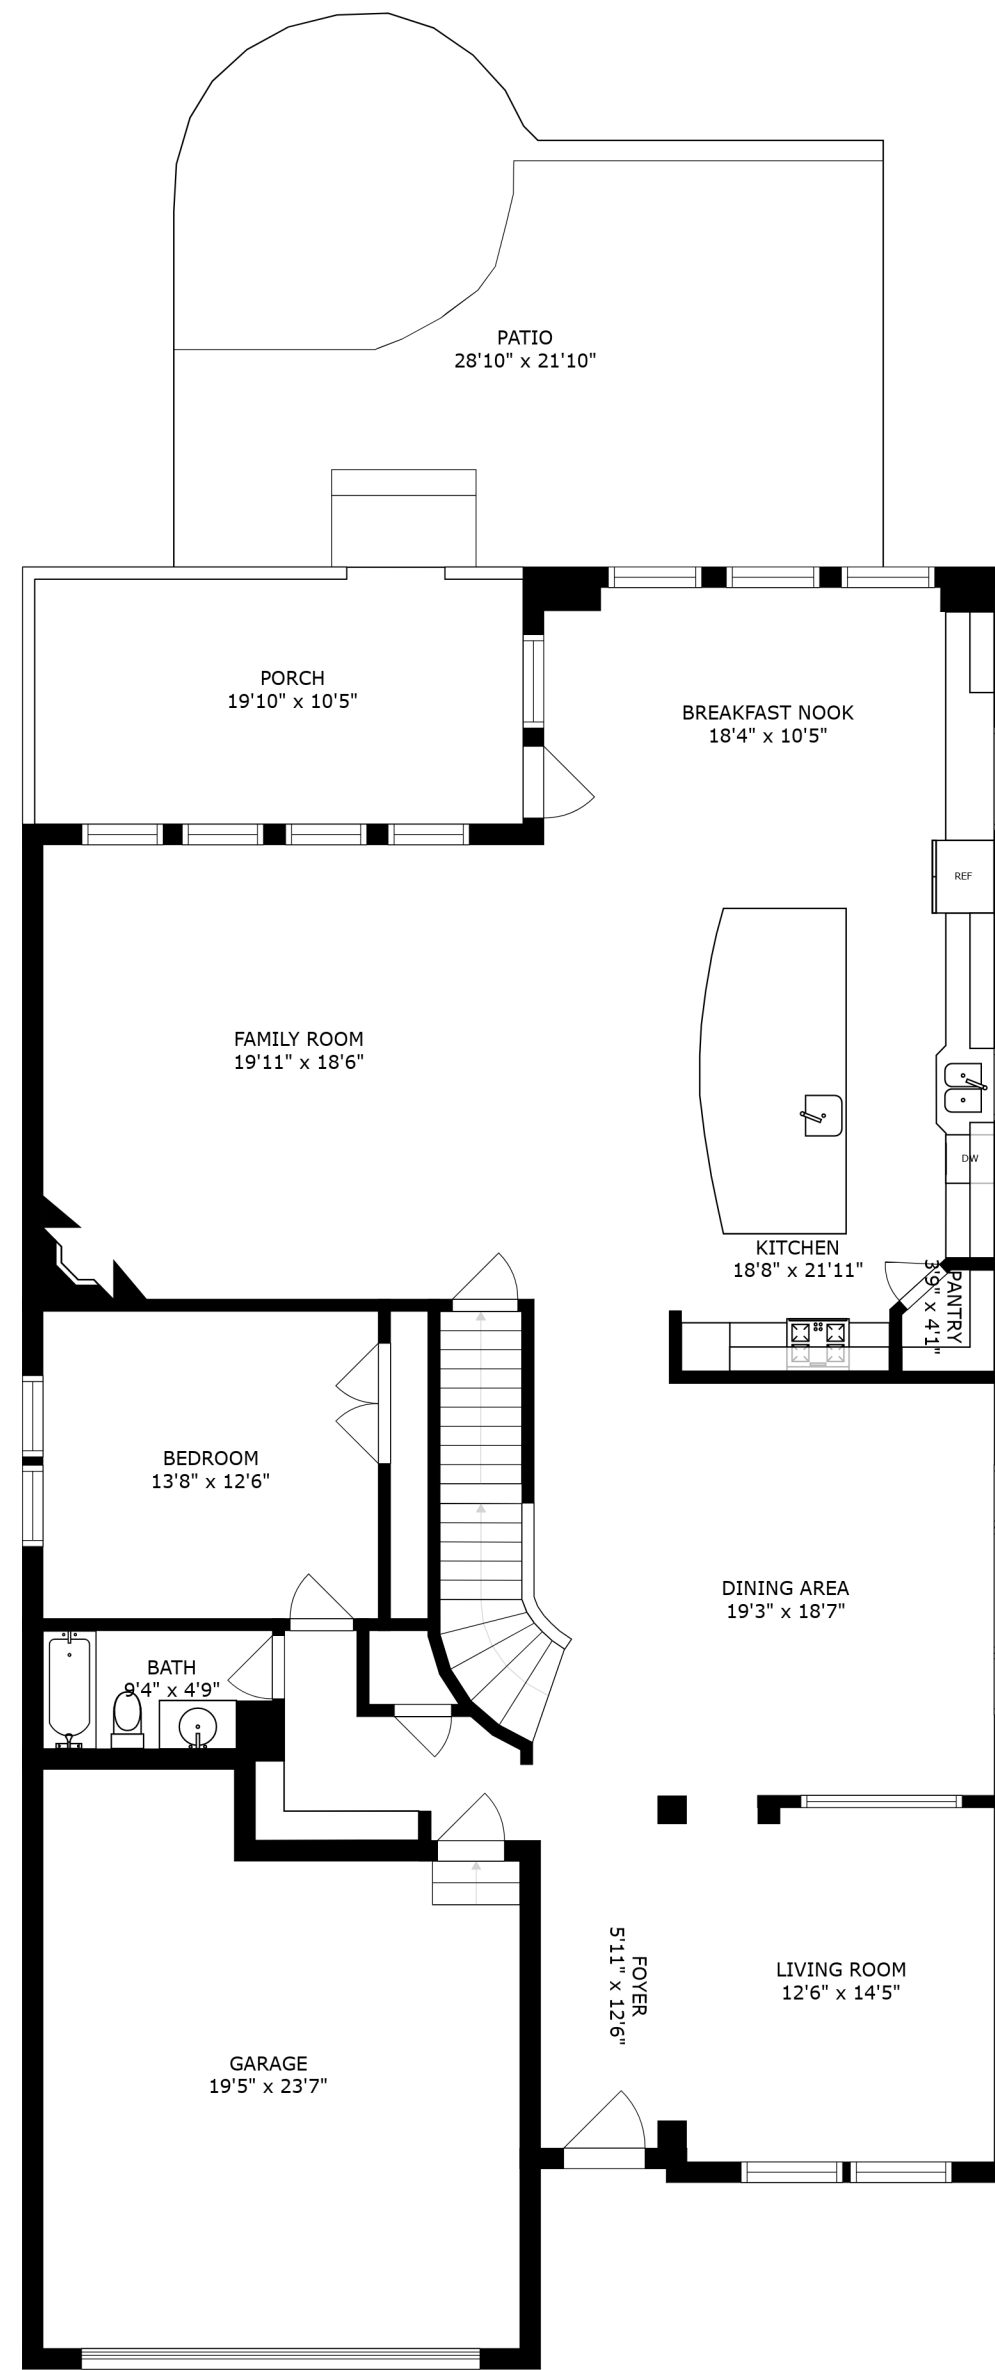 PATIO
28'10" x 21'10"
PORCH
19'10" x 10'5"
BREAKFAST NOOK
18'4" x 10'5"
REF
FAMILY ROOM
19'11" x 18'6"
DW
KITCHEN
18'8" x 21'11"
PANTRY
3'9" x 4'1"
BEDROOM
13'8" x 12'6"
DINING AREA
19'3" x 18'7"
BATH
9'4" x 4'9"
FOYER
5'11" x 12'6"
LIVING ROOM
12'6" x 14'5"
GARAGE
19'5" x 23'7"